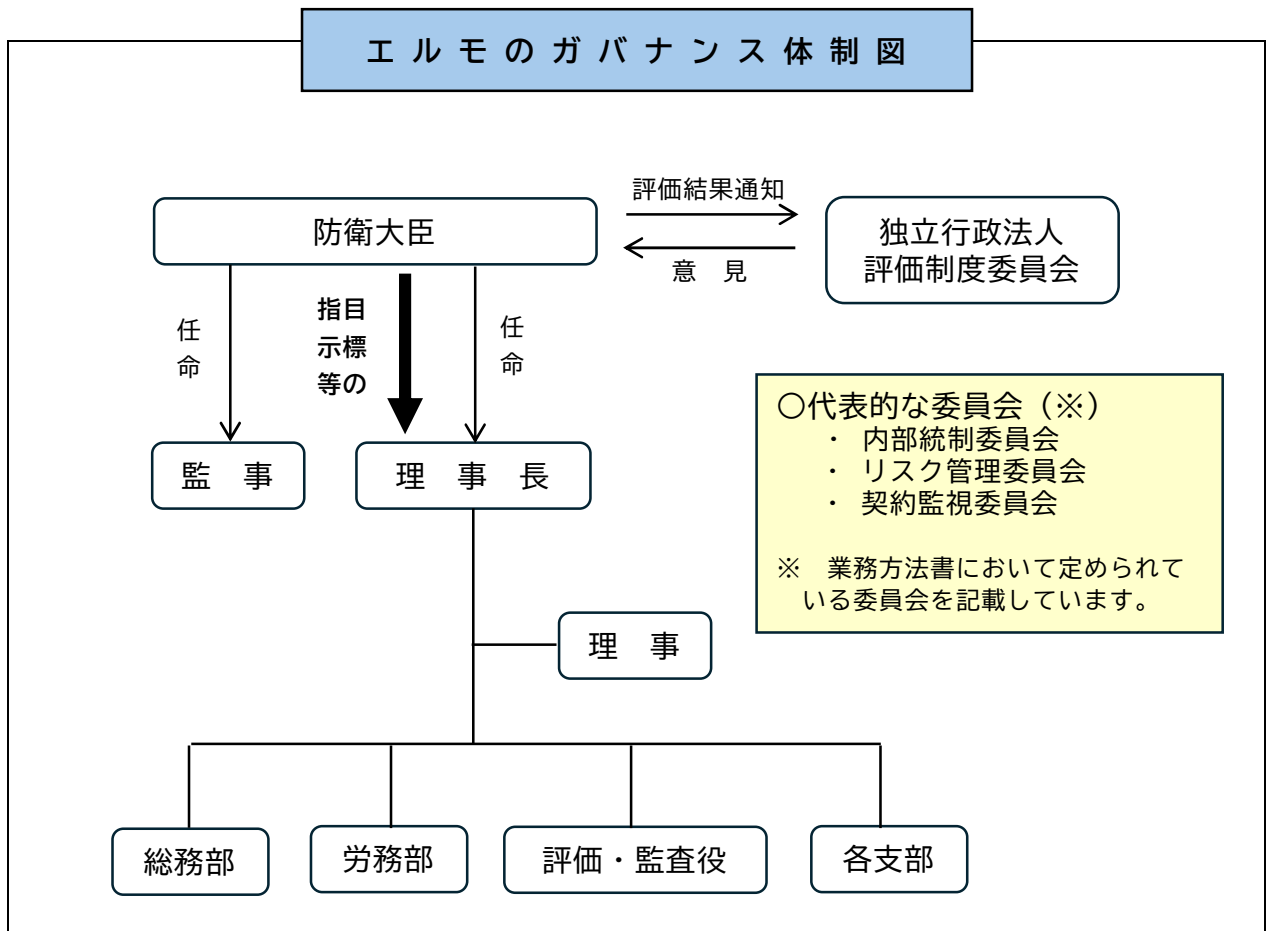 エルモのガバナンス体制図
評価結果通知
防衛大臣
独立行政法人
評価制度委員会
意 見
任命
目標の
指示等
任命
監 事
理 事 長
〇代表的な委員会（※）
・ 内部統制委員会
・ リスク管理委員会
・ 契約監視委員会
※ 業務方法書において定められて
いる委員会を記載しています。
理 事
総務部
労務部
評価・監査役
各支部